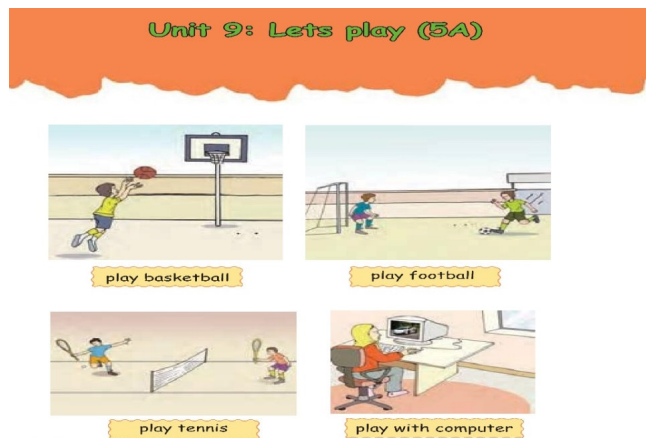 Unit 9: Lets play (5A)
play basketball
play football
play tennis
play with computer